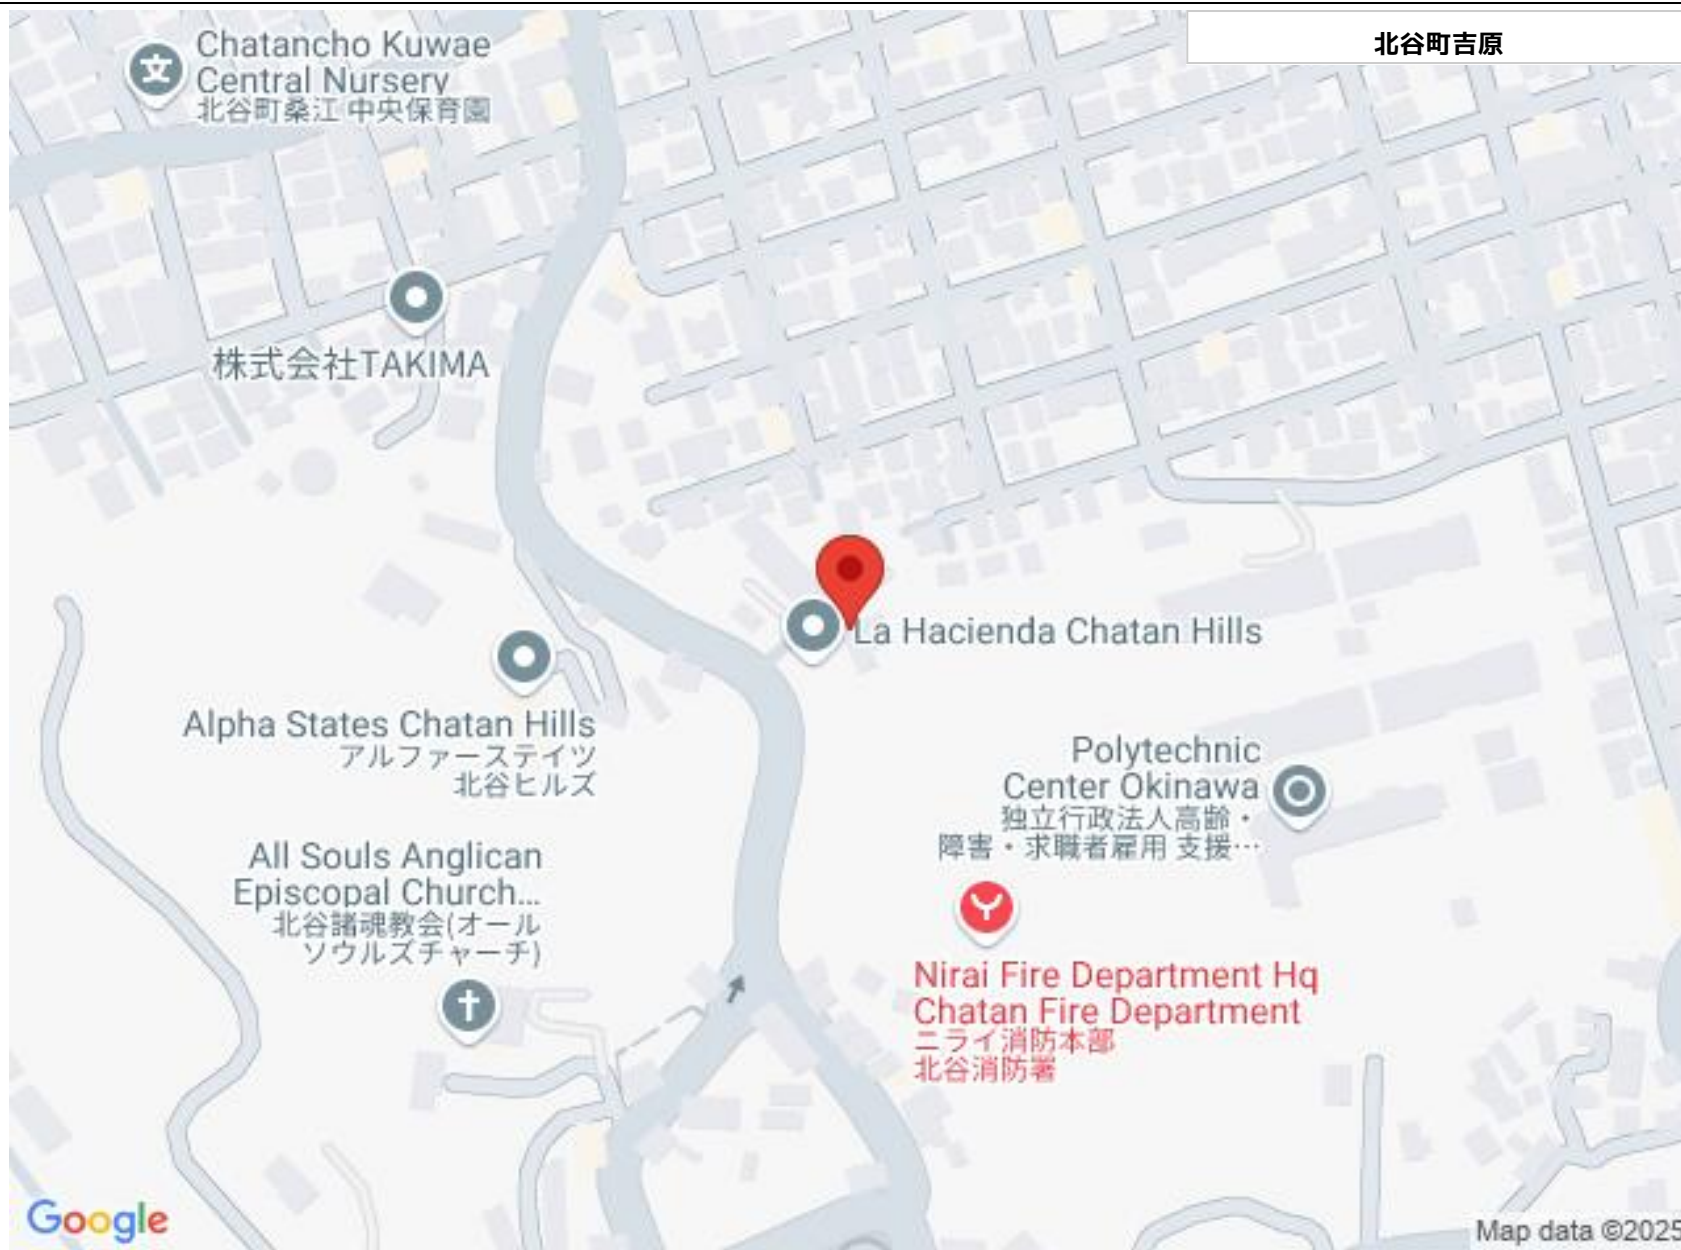 北谷町吉原
Chatancho Kuwae
Central Nursery
北谷町桑江 中央保育園
株式会社TAKIMA
La Hacienda Chatan Hills
Alpha States Chatan Hills
アルファーステイツ
北谷ヒルズ
Polytechnic
Center Okinawa
独立行政法人高齢・
障害・求職者雇用 支援…
All Souls Anglican
Episcopal Church...
北谷諸魂教会(オール
ソウルズチャーチ)
Nirai Fire Department Hq
Chatan Fire Department
ニライ消防本部
北谷消防署
Google
Map data ©2025